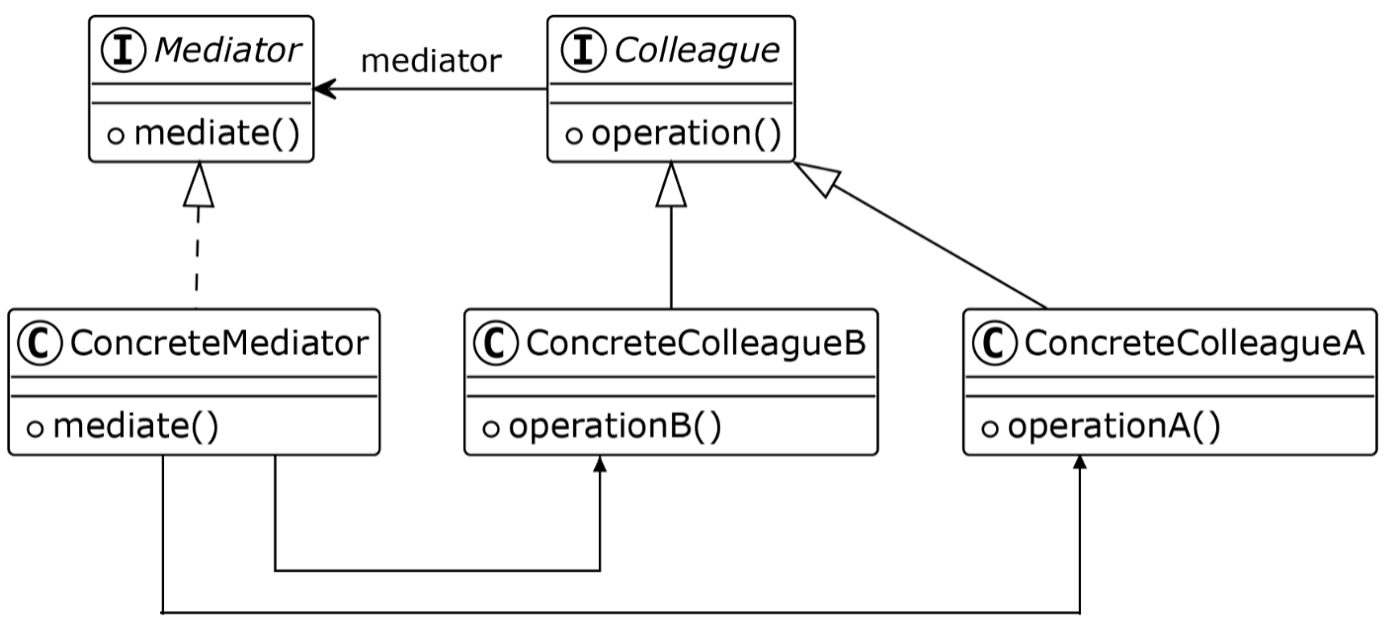 I Mediator
mediate()
mediator
I Colleague
operation()
C ConcreteMediator
mediate()
C ConcreteColleagueB
operationB()
C ConcreteColleagueA
operationA()